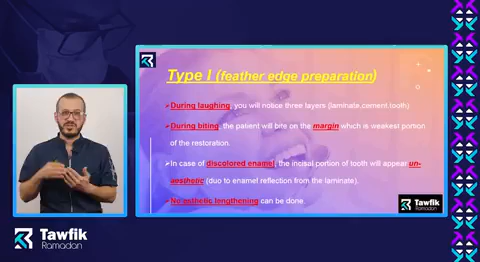 Type I (feather edge preparation)
➤During laughing, you will notice three layers (laminate,cement,tooth)
➤During biting, the patient will bite on the margin which is weakest portion
of the restoration.
➤In case of discolored enamel, the incisal portion of tooth will appear un-
aesthetic (duo to enamel reflection from the laminate).
➤No esthetic lengthening can be done.
Tawfik
Ramadan
Tawfik
Ramadan